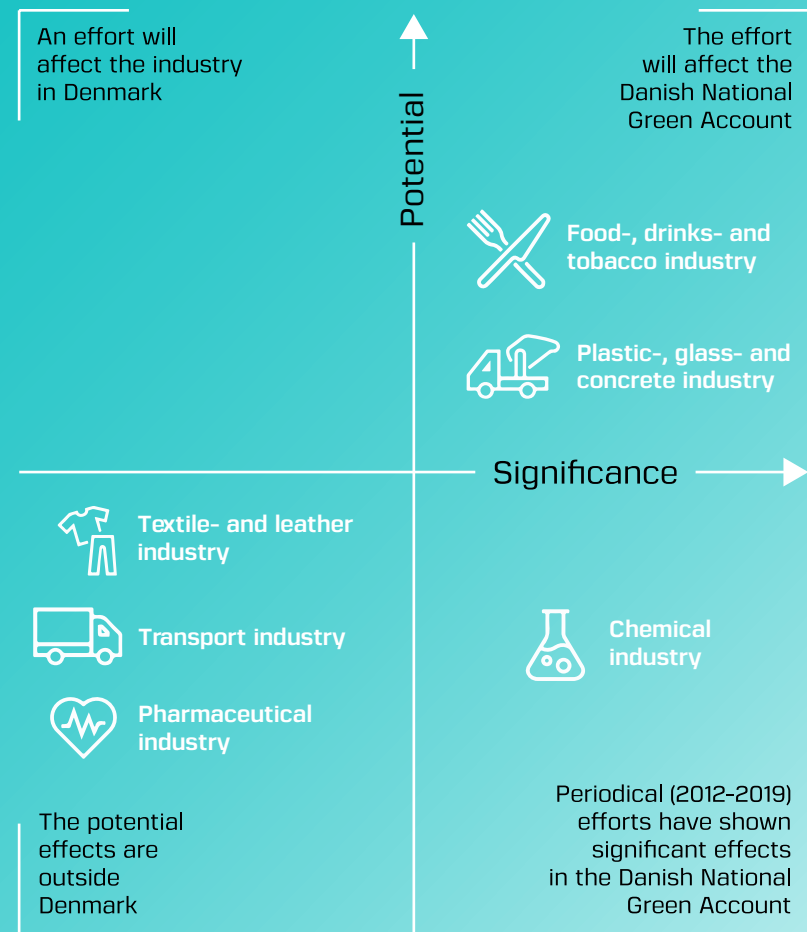 An effort will
affect the industry
in Denmark
Potential
The effort
will affect the
Danish National
Green Account
Food-, drinks- and
tobacco industry
Plastic-, glass- and
concrete industry
Significance
Textile- and leather
industry
Transport industry
Pharmaceutical
industry
Chemical
industry
The potential
effects are
outside
Denmark
Periodical (2012-2019)
efforts have shown
significant effects
in the Danish National
Green Account